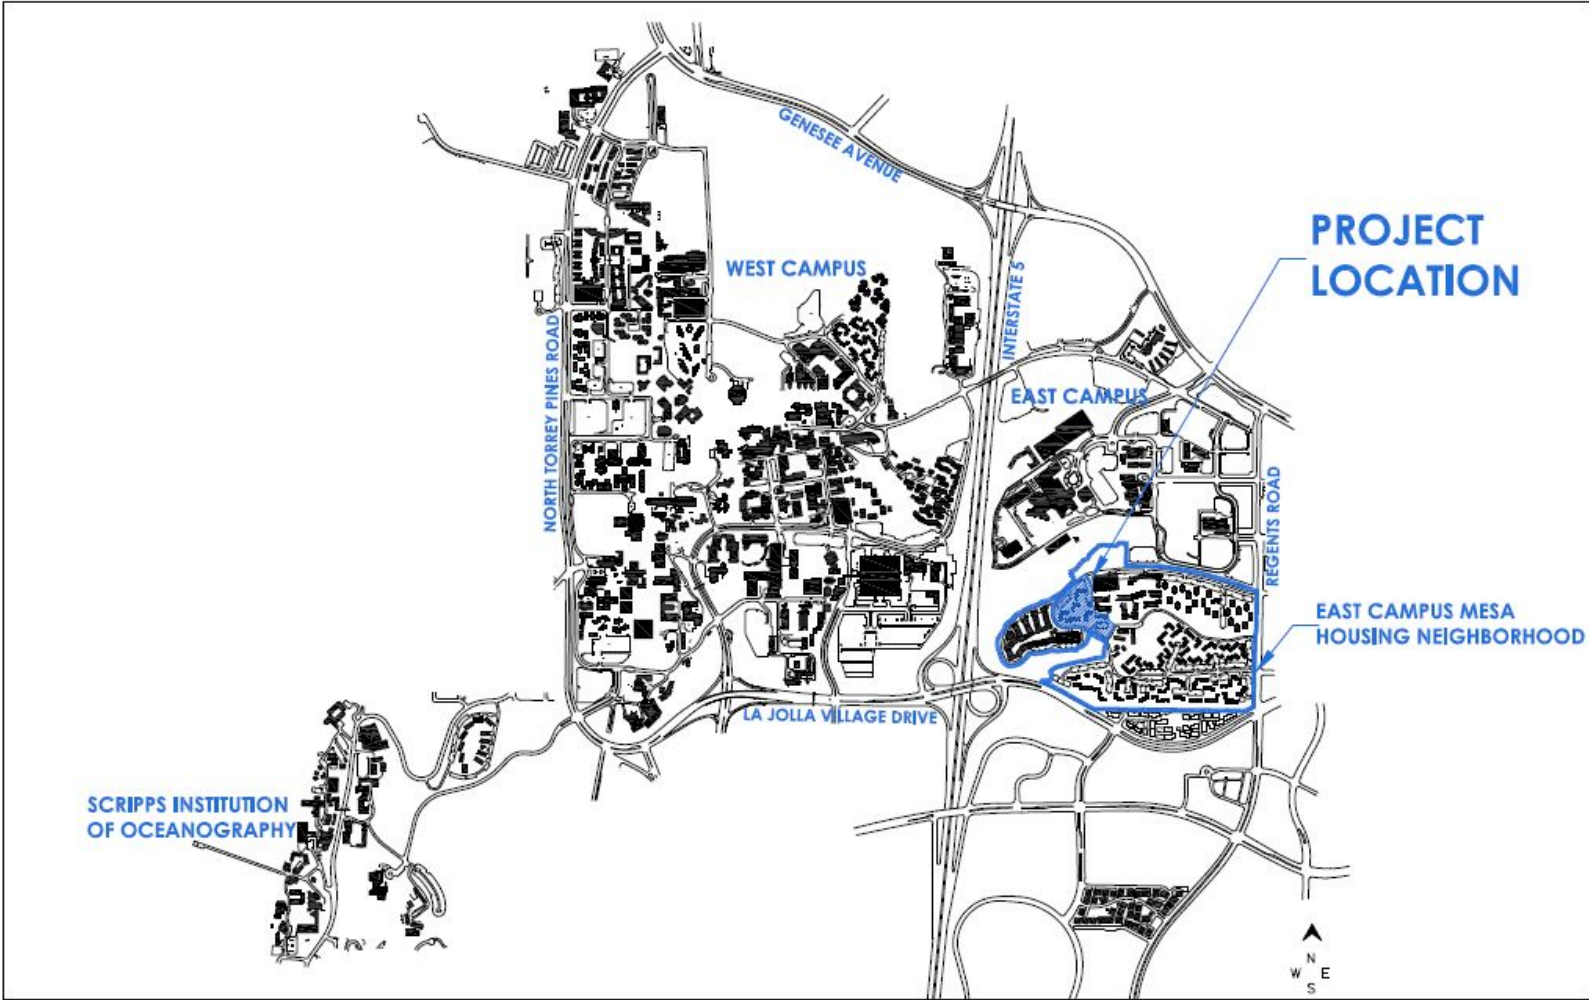 GENESEE AVENUE
PROJECT
LOCATION
WEST CAMPUS
INTERSTATE 5
NORTH TORREY PINES ROAD
EAST CAMPUS
REGENTS ROAD
EAST CAMPUS MESA
HOUSING NEIGHBORHOOD
LA JOLLA VILLAGE DRIVE
SCRIPPS INSTITUTION
OF OCEANOGRAPHY
N
W E
S